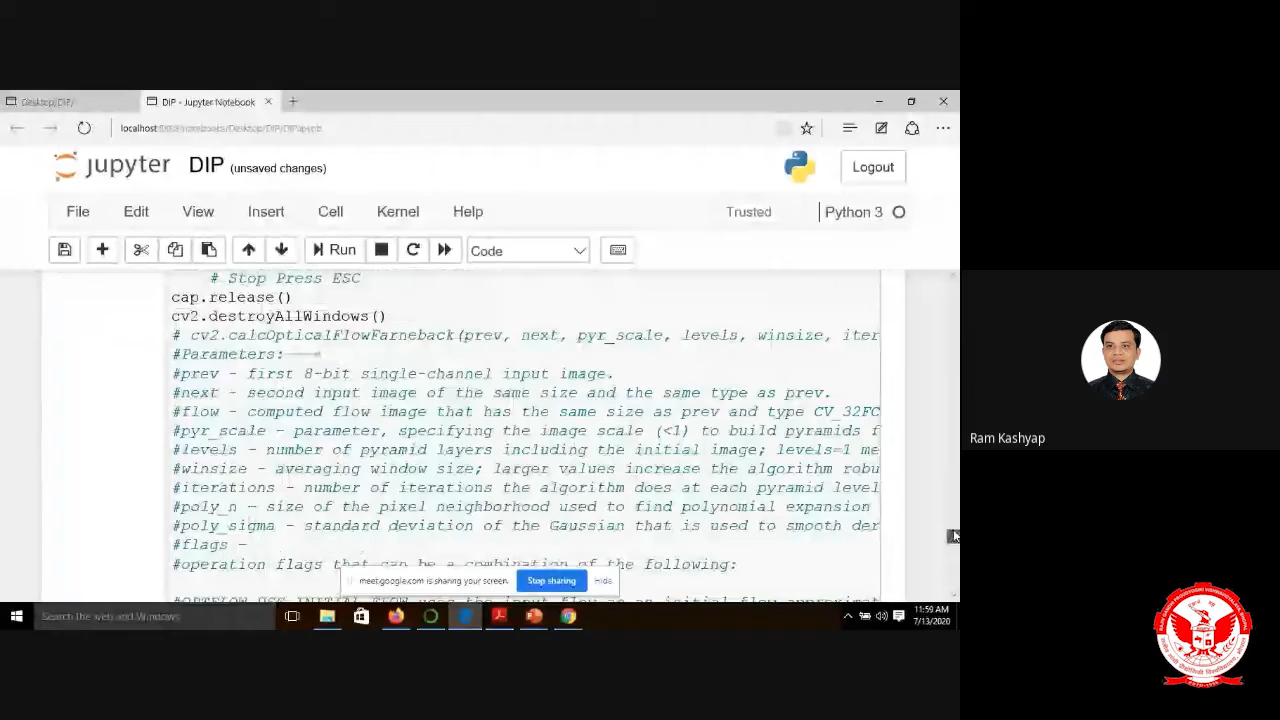 Desktop/DIP/
DIP - Jupyter Notebook
jupyter DIP (unsaved changes)
Logout
File Edit View Insert Cell Kernel Help Trusted Python 3
Run Code
# Stop Press ESC
cap.release()
cv2.destroyAllWindows()
# cv2.calcOpticalFlowFarneback(prev, next, pyr_scale, levels, winsize, iter
#Parameters:
#prev - first 8-bit single-channel input image.
#next - second input image of the same size and the same type as prev.
#flow - computed flow image that has the same size as prev and type CV_32FC
#pyr_scale - parameter, specifying the image scale (<1) to build pyramids f
#levels - number of pyramid layers including the initial image; levels=1 me
#winsize - averaging window size; larger values increase the algorithm robu
#iterations - number of iterations the algorithm does at each pyramid level
#poly_n - size of the pixel neighborhood used to find polynomial expansion
#poly_sigma - standard deviation of the Gaussian that is used to smooth der
#flags -
#operation flags that can be a combination of the following:
meet.google.com is sharing your screen. Stop sharing Hide
Search the web and Windows
11:59 AM
7/13/2020
Ram Kashyap